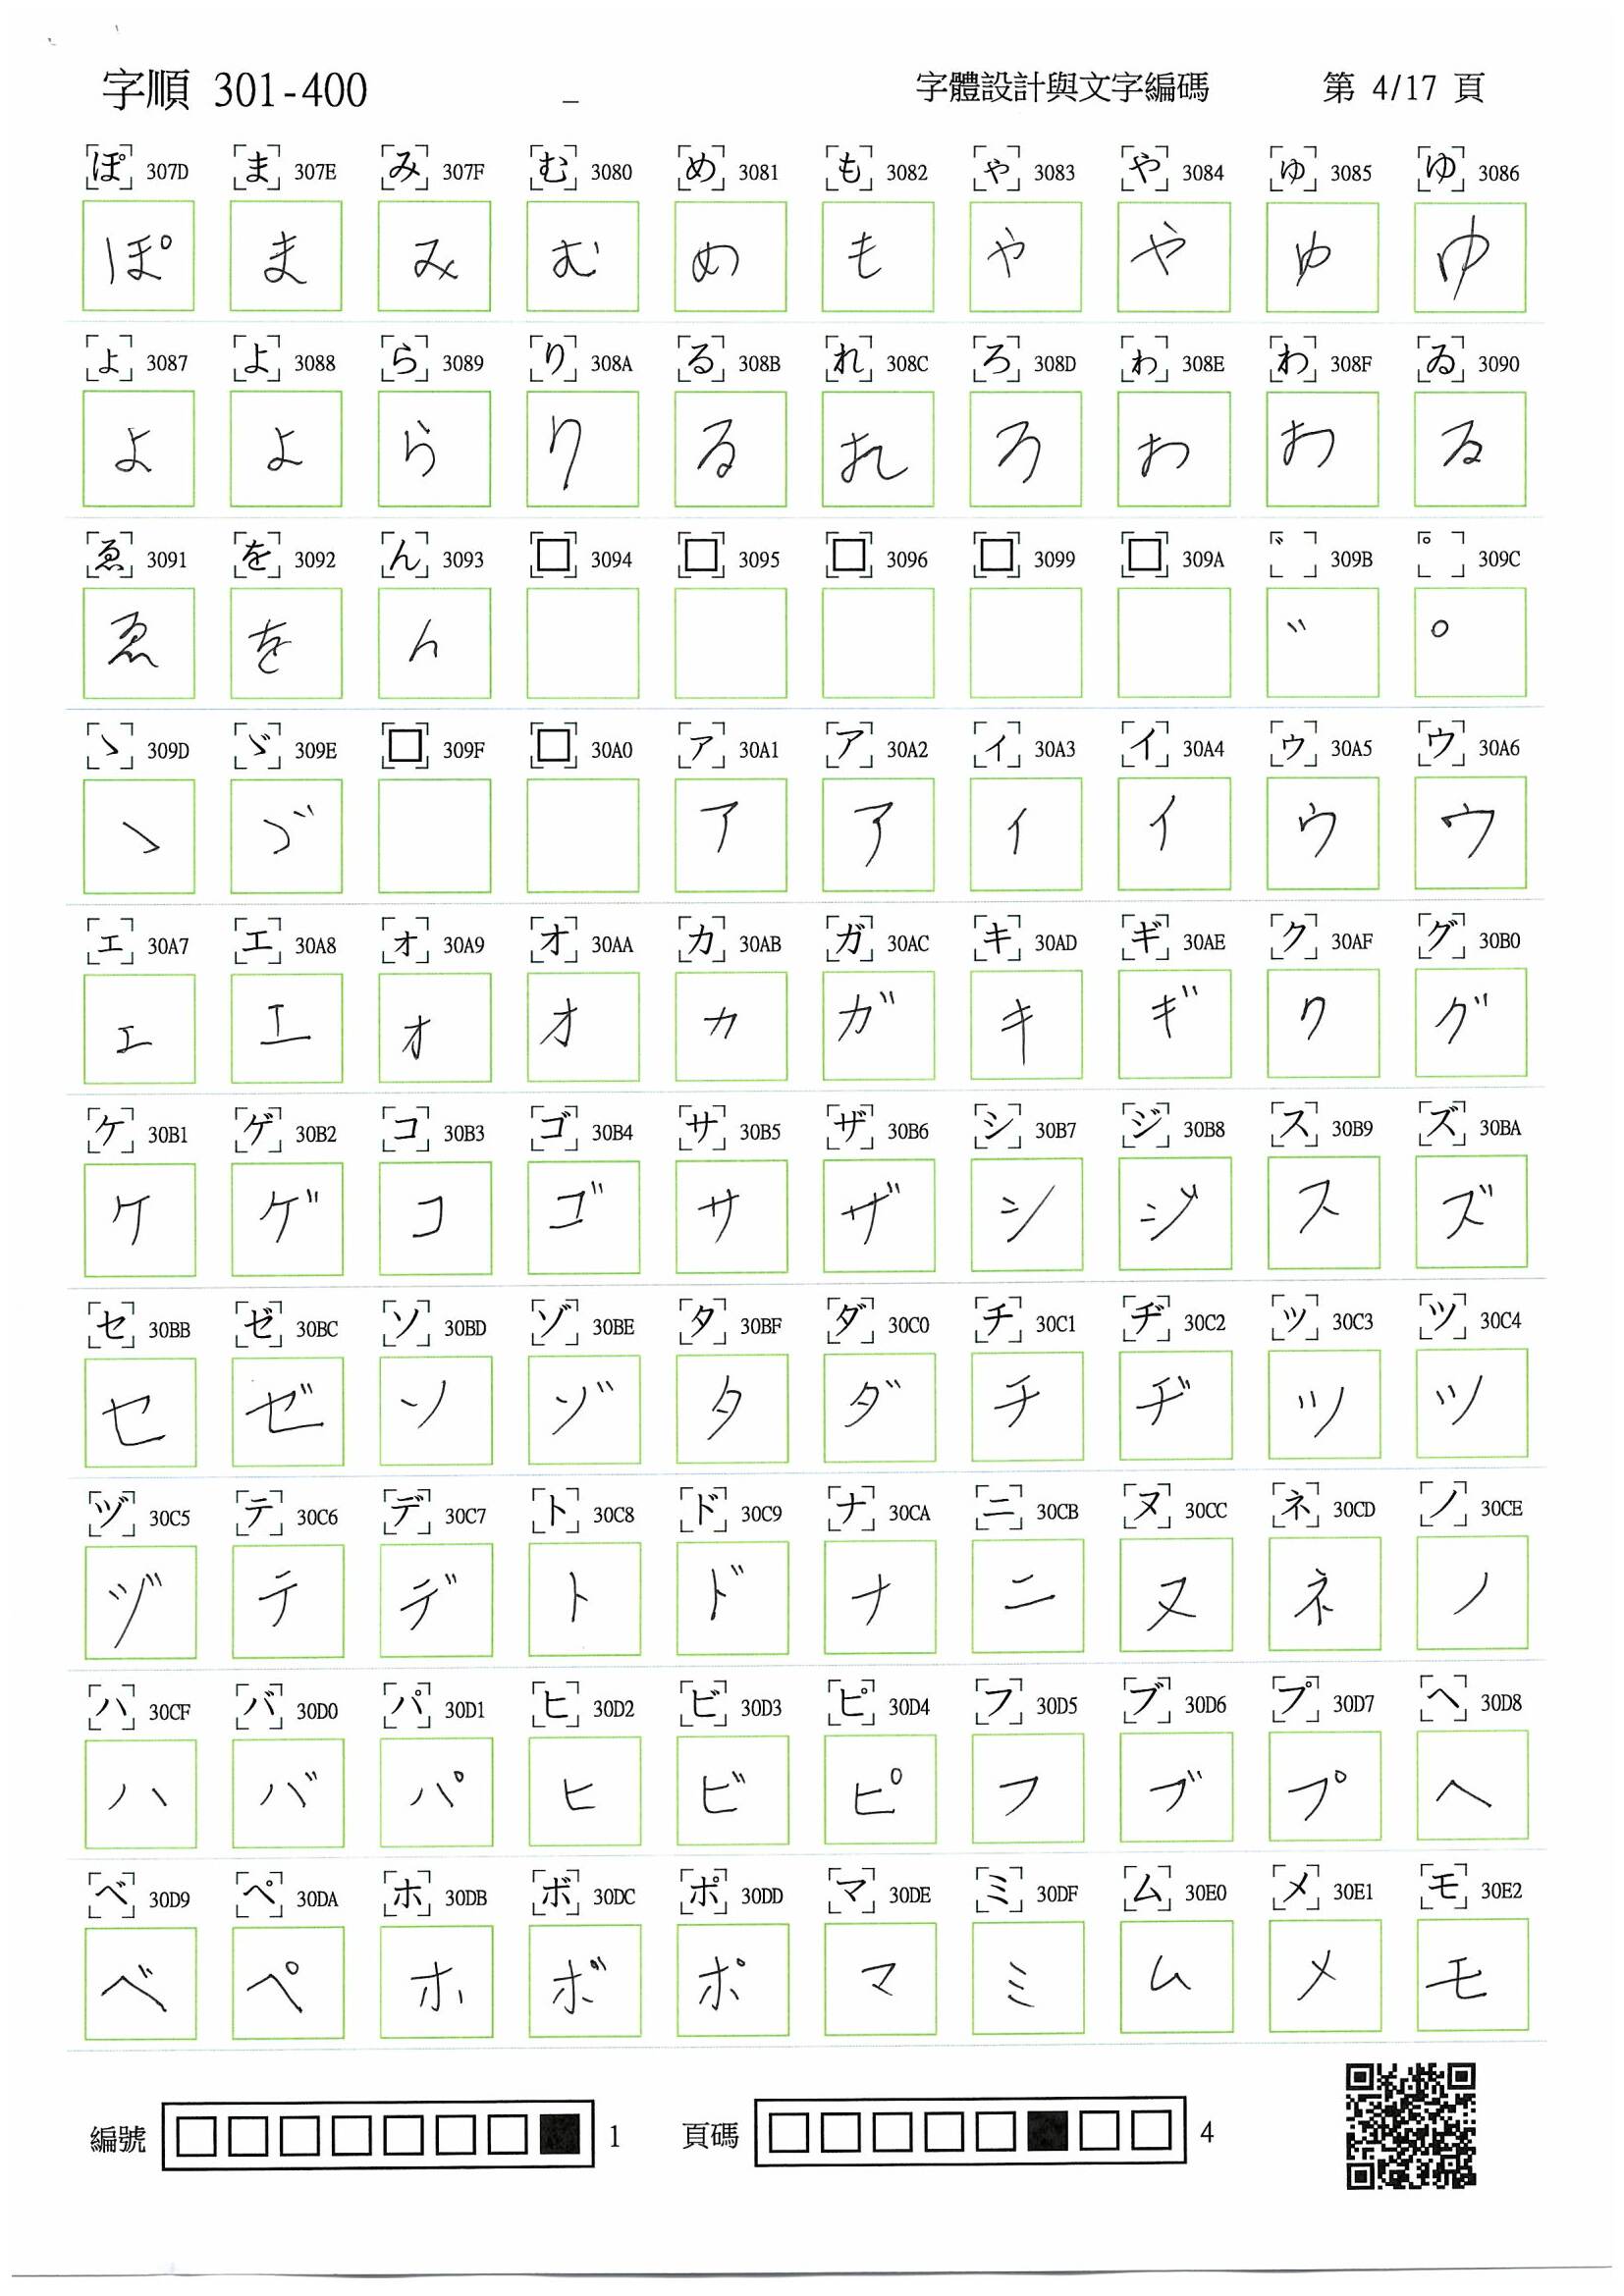 字順 301-400 _ 字體設計與文字編碼 第 4/17 頁
ぽ 307D ま 307E み 307F む 3080 め 3081 も 3082 ゃ 3083 や 3084 ゅ 3085 ゆ 3086
ぽ ま み む め も ゃ や ゅ ゆ
ょ 3087 よ 3088 ら 3089 り 308A る 308B れ 308C ろ 308D ゎ 308E わ 308F ゐ 3090
ょ よ ら り る れ ろ ゎ わ ゐ
ゑ 3091 を 3092 ん 3093 □ 3094 □ 3095 □ 3096 □ 3099 □ 309A ゛ 309B ゜ 309C
ゑ を ん ゛ ゜
ゝ 309D ゞ 309E □ 309F □ 30A0 ァ 30A1 ア 30A2 ィ 30A3 イ 30A4 ゥ 30A5 ウ 30A6
ゝ ゞ ァ ア ィ イ ゥ ウ
ェ 30A7 エ 30A8 ォ 30A9 オ 30AA カ 30AB ガ 30AC キ 30AD ギ 30AE ク 30AF グ 30B0
ェ エ ォ オ カ ガ キ ギ ク グ
ケ 30B1 ゲ 30B2 コ 30B3 ゴ 30B4 サ 30B5 ザ 30B6 シ 30B7 ジ 30B8 ス 30B9 ズ 30BA
ケ ゲ コ ゴ サ ザ シ ジ ス ズ
セ 30BB ゼ 30BC ソ 30BD ゾ 30BE タ 30BF ダ 30C0 チ 30C1 ヂ 30C2 ッ 30C3 ツ 30C4
セ ゼ ソ ゾ タ ダ チ ヂ ッ ツ
ヅ 30C5 テ 30C6 デ 30C7 ト 30C8 ド 30C9 ナ 30CA ニ 30CB ヌ 30CC ネ 30CD ノ 30CE
ヅ テ デ ト ド ナ ニ ヌ ネ ノ
ハ 30CF バ 30D0 パ 30D1 ヒ 30D2 ビ 30D3 ピ 30D4 フ 30D5 ブ 30D6 プ 30D7 ヘ 30D8
ハ バ パ ヒ ビ ピ フ ブ プ ヘ
ベ 30D9 ペ 30DA ホ 30DB ボ 30DC ポ 30DD マ 30DE ミ 30DF ム 30E0 メ 30E1 モ 30E2
ベ ペ ホ ボ ポ マ ミ ム メ モ
編號 1 頁碼 4